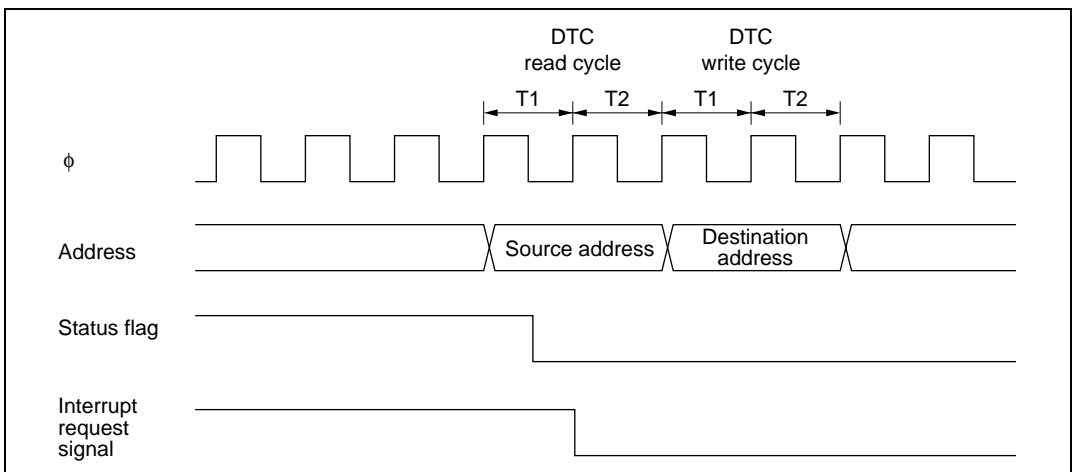 DTC
read cycle
DTC
write cycle
T1
T2
T1
T2
φ
Address
Source address
Destination
address
Status flag
Interrupt
request
signal